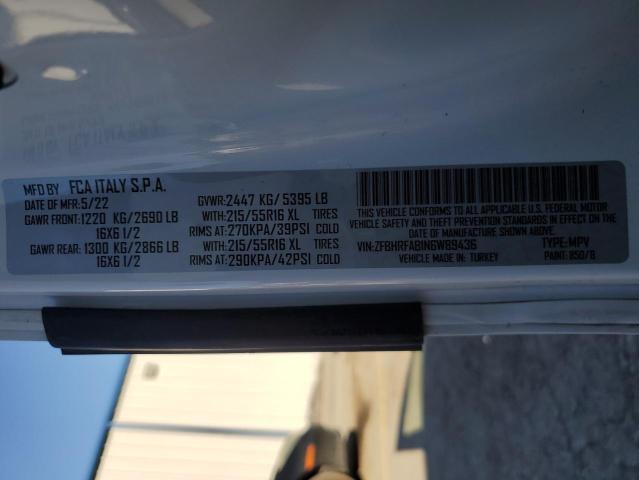 MFD BY FCA ITALY S.P.A.
DATE OF MFR:5/22 GVWR:2447 KG/ 5395 LB
GAWR FRONT:1220 KG/2690 LB WITH:215/55R16 XL TIRES
16X6 1/2 RIMS AT:270KPA/39PSI COLD
GAWR REAR: 1300 KG/2866 LB WITH:215/55R16 XL TIRES
16X6 1/2 RIMS AT:290KPA/42PSI COLD
THIS VEHICLE CONFORMS TO ALL APPLICABLE U.S. FEDERAL MOTOR
VEHICLE SAFETY AND THEFT PREVENTION STANDARDS IN
EFFECT ON THE DATE OF MANUFACTURE SHOWN ABOVE.
VIN:ZFBHRFAB1N6W89436 TYPE:MPV
MADE IN: TURKEY PAINT: 850/B